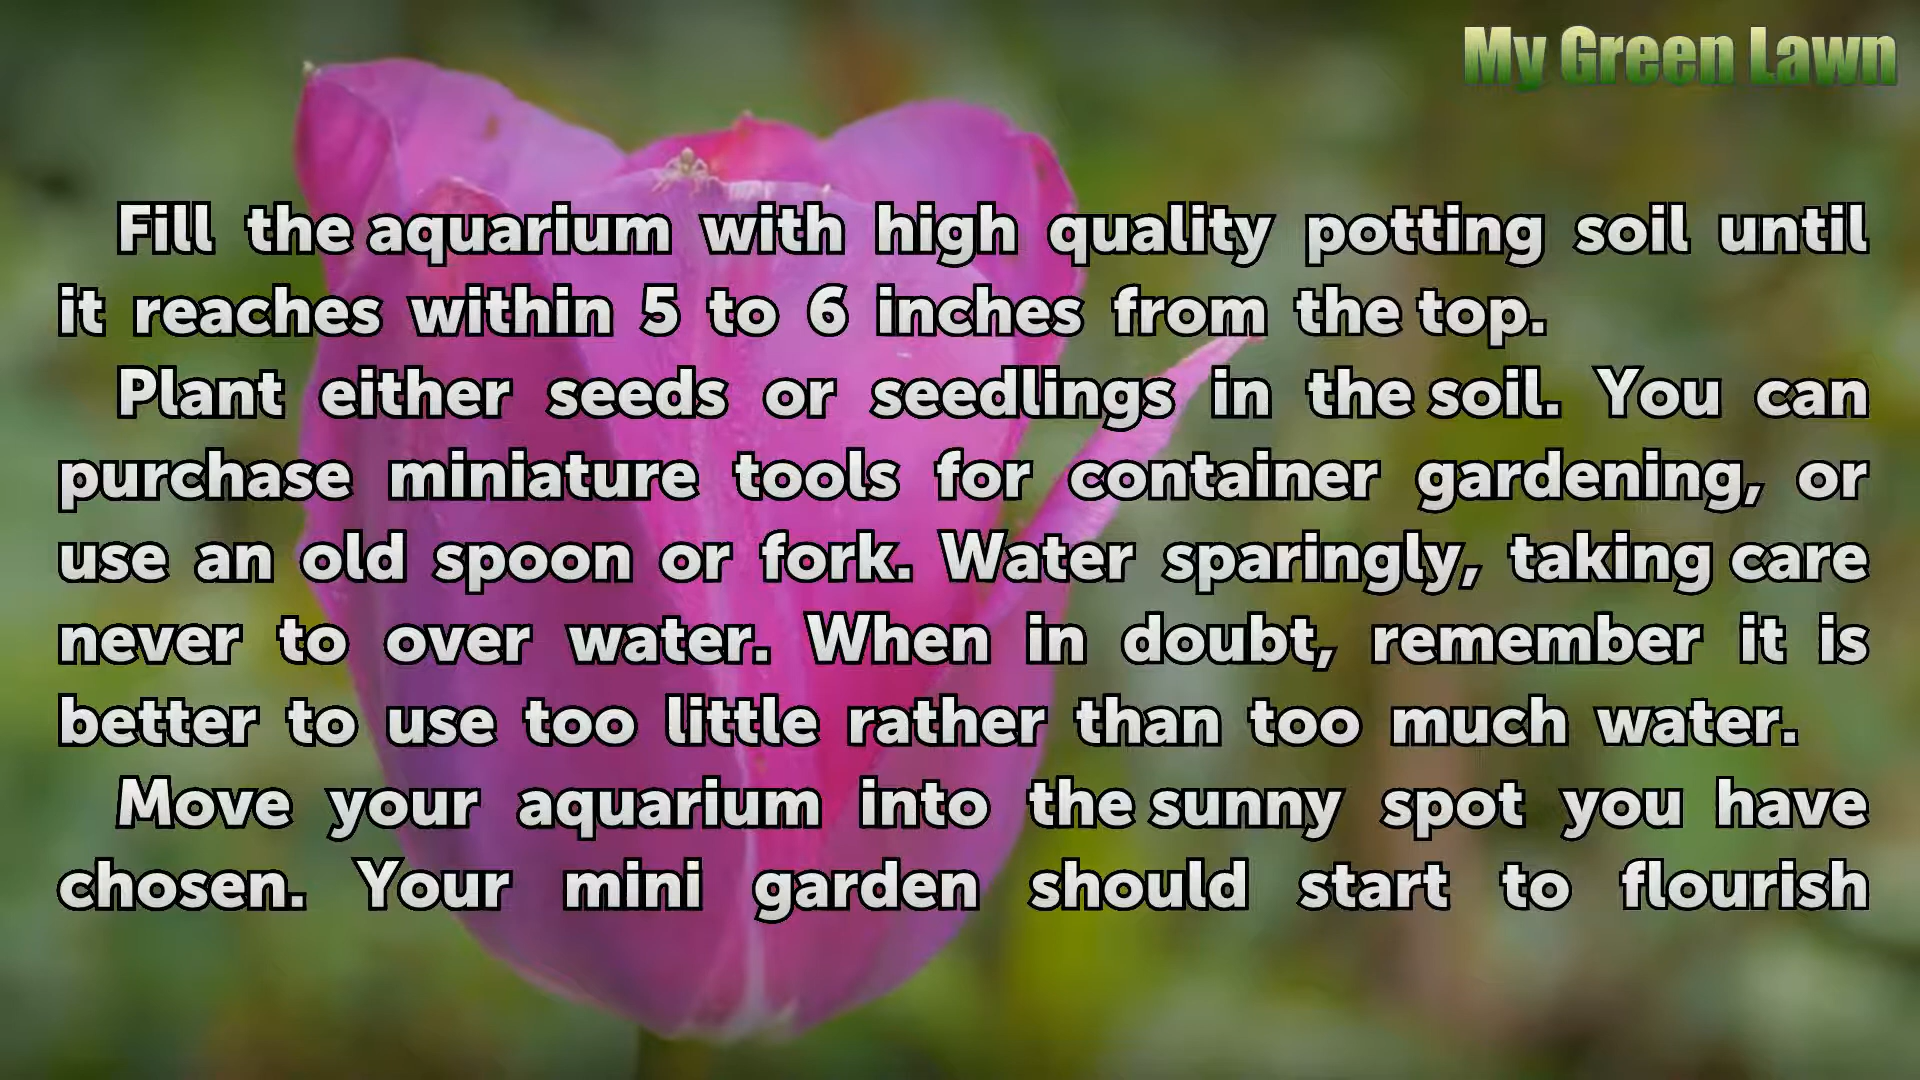 My Green Lawn
Fill the aquarium with high quality potting soil until
it reaches within 5 to 6 inches from the top.
Plant either seeds or seedlings in the soil. You can
purchase miniature tools for container gardening, or
use an old spoon or fork. Water sparingly, taking care
never to over water. When in doubt, remember it is
better to use too little rather than too much water.
Move your aquarium into the sunny spot you have
chosen. Your mini garden should start to flourish